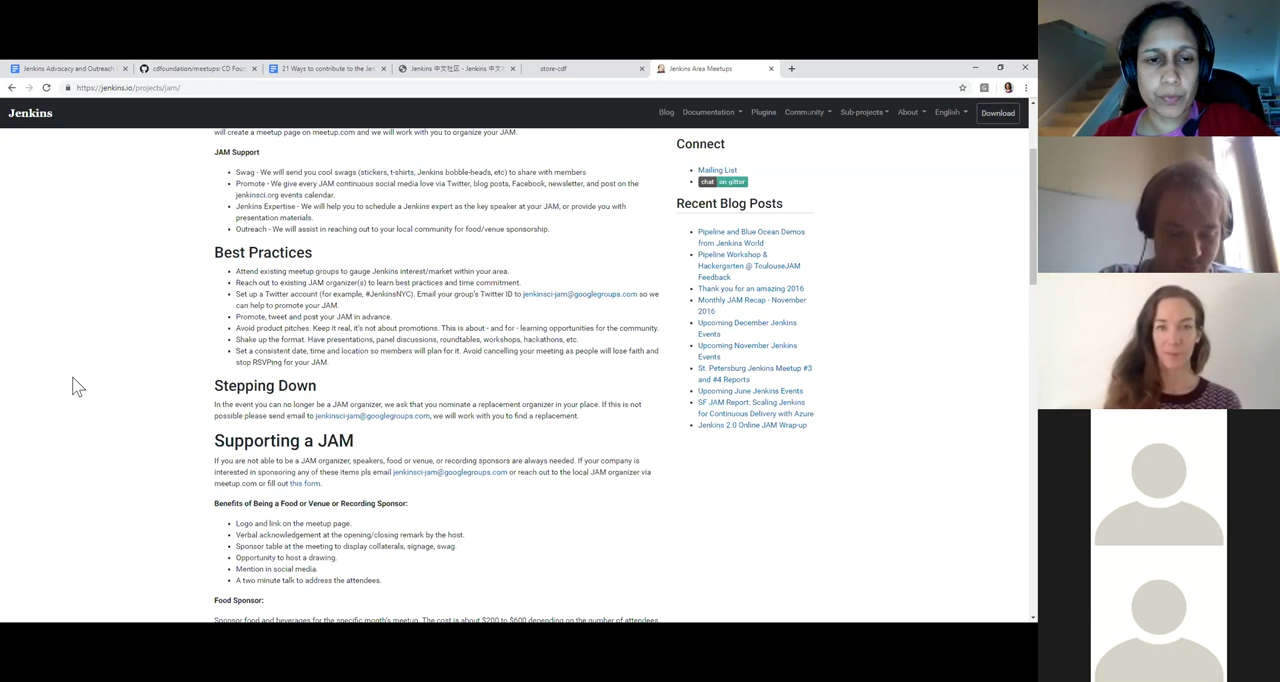 Jenkins Advocacy and Outreach
cdfoundation/meetups: CD Foun
21 Ways to contribute to the Jen
Jenkins 中文社区 - Jenkins 中文
store-cdf
Jenkins Area Meetups
https://jenkins.io/projects/jam/
Jenkins
Blog Documentation Plugins Community Sub-projects About English Download
will create a meetup page on meetup.com and we will work with you to organize your JAM.
JAM Support
Swag - We will send you cool swags (stickers, t-shirts, Jenkins bobble-heads, etc) to share with members
Promote - We give every JAM continuous social media love via Twitter, blog posts, Facebook, newsletter, and post on the
jenkinsci.org events calendar.
Jenkins Expertise - We will help you to schedule a Jenkins expert as the key speaker at your JAM, or provide you with
presentation materials.
Outreach - We will assist in reaching out to your local community for food/venue sponsorship.
Best Practices
Attend existing meetup groups to gauge Jenkins interest/market within your area.
Reach out to existing JAM organizer(s) to learn best practices and time commitment.
Set up a Twitter account (for example, #JenkinsNYC). Email your group's Twitter ID to jenkinsci-jam@googlegroups.com so we
can help to promote your JAM.
Promote, tweet and post your JAM in advance.
Avoid product pitches. Keep it real, it's not about promotions. This is about - and for - learning opportunities for the community.
Shake up the format. Have presentations, panel discussions, roundtables, workshops, hackathons, etc.
Set a consistent date, time and location so members will plan for it. Avoid cancelling your meeting as people will lose faith and
stop RSVPing for your JAM.
Stepping Down
In the event you can no longer be a JAM organizer, we ask that you nominate a replacement organizer in your place. If this is not
possible please send email to jenkinsci-jam@googlegroups.com, we will work with you to find a replacement.
Supporting a JAM
If you are not able to be a JAM organizer, speakers, food or venue, or recording sponsors are always needed. If your company is
interested in sponsoring any of these items pls email jenkinsci-jam@googlegroups.com or reach out to the local JAM organizer via
meetup.com or fill out this form.
Benefits of Being a Food or Venue or Recording Sponsor:
Logo and link on the meetup page.
Verbal acknowledgement at the opening/closing remark by the host.
Sponsor table at the meeting to display collaterals, signage, swag.
Opportunity to host a drawing.
Mention in social media.
A two minute talk to address the attendees.
Food Sponsor:
Sponsor food and beverages for the specific month's meetup. The cost is about $200 to $600 depending on the number of attendees
Connect
Mailing List
chat on gitter
Recent Blog Posts
Pipeline and Blue Ocean Demos
from Jenkins World
Pipeline Workshop &
Hackergarten @ ToulouseJAM
Feedback
Thank you for an amazing 2016
Monthly JAM Recap - November
2016
Upcoming December Jenkins
Events
Upcoming November Jenkins
Events
St. Petersburg Jenkins Meetup #3
and #4 Reports
Upcoming June Jenkins Events
SF JAM Report: Scaling Jenkins
for Continuous Delivery with Azure
Jenkins 2.0 Online JAM Wrap-up